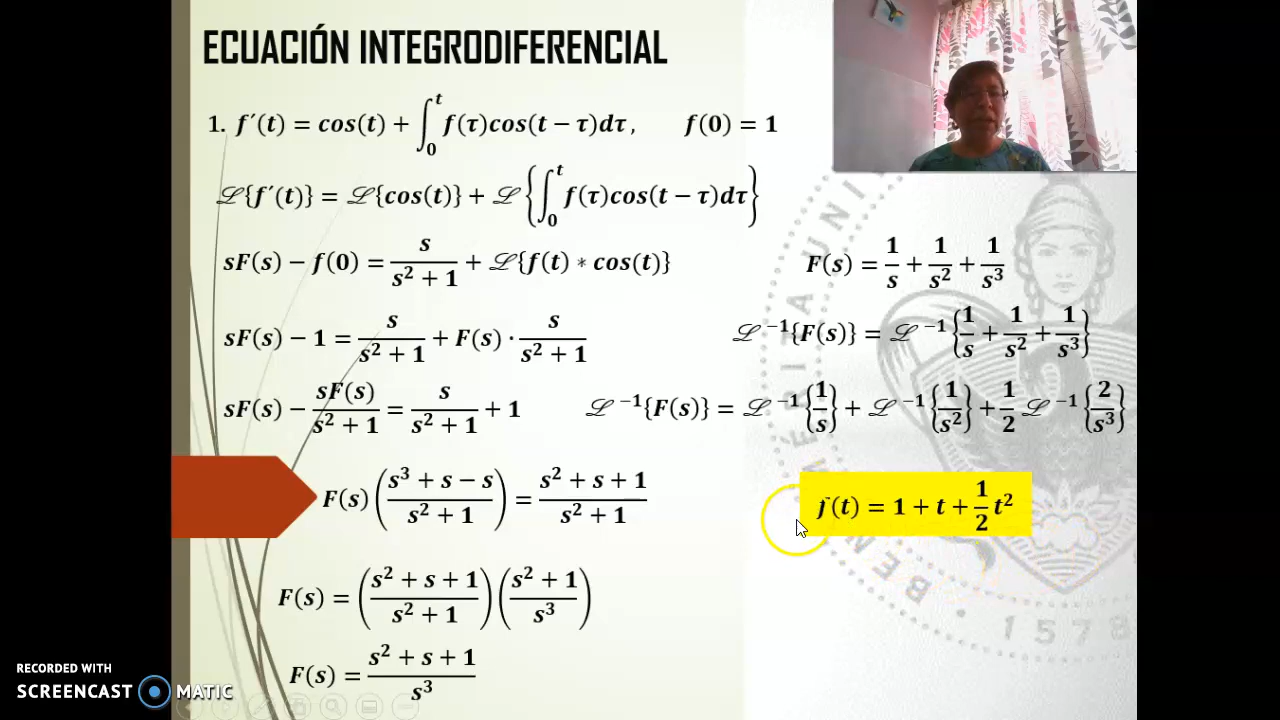 ECUACIÓN INTEGRODIFERENCIAL
1. f´(t) = cos(t) + ∫₀ᵗ f(τ)cos(t − τ)dτ, f(0) = 1
ℒ{f´(t)} = ℒ{cos(t)} + ℒ{∫₀ᵗ f(τ)cos(t − τ)dτ}
sF(s) − f(0) = s/(s² + 1) + ℒ{f(t) * cos(t)}
sF(s) − 1 = s/(s² + 1) + F(s) · s/(s² + 1)
sF(s) − sF(s)/(s² + 1) = s/(s² + 1) + 1
F(s) ((s³ + s − s)/(s² + 1)) = (s² + s + 1)/(s² + 1)
F(s) = ((s² + s + 1)/(s² + 1)) ((s² + 1)/s³)
F(s) = (s² + s + 1)/s³
F(s) = 1/s + 1/s² + 1/s³
ℒ⁻¹{F(s)} = ℒ⁻¹{1/s + 1/s² + 1/s³}
ℒ⁻¹{F(s)} = ℒ⁻¹{1/s} + ℒ⁻¹{1/s²} + 1/2 ℒ⁻¹{2/s³}
f(t) = 1 + t + 1/2 t²
1578
RECORDED WITH
SCREENCAST MATIC